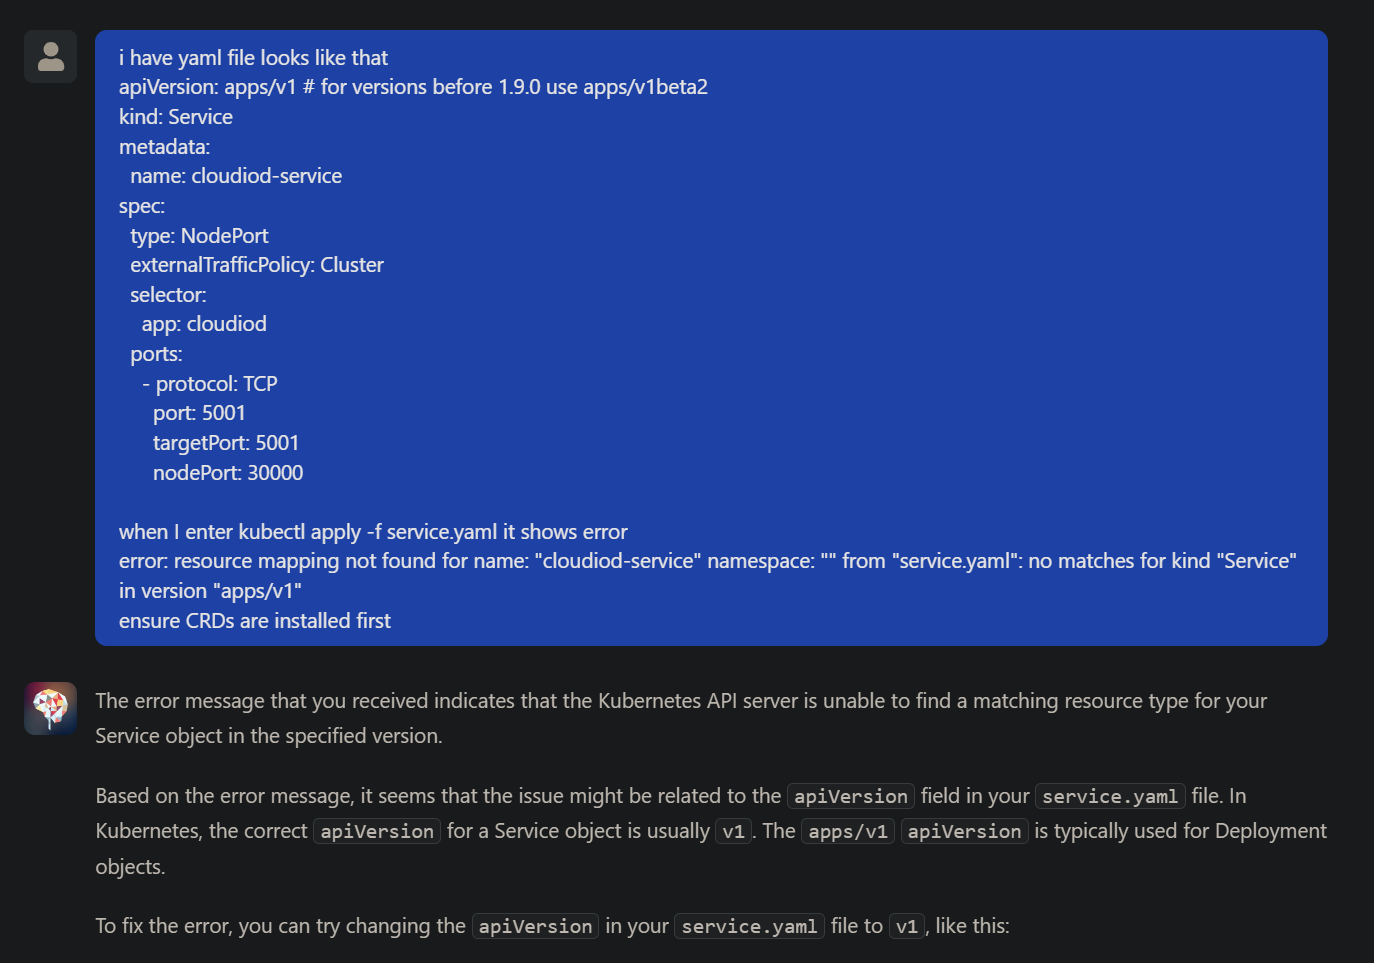 i have yaml file looks like that
apiVersion: apps/v1 # for versions before 1.9.0 use apps/v1beta2
kind: Service
metadata:
  name: cloudiod-service
spec:
  type: NodePort
  externalTrafficPolicy: Cluster
  selector:
    app: cloudiod
  ports:
    - protocol: TCP
      port: 5001
      targetPort: 5001
      nodePort: 30000

when I enter kubectl apply -f service.yaml it shows error
error: resource mapping not found for name: "cloudiod-service" namespace: "" from "service.yaml": no matches for kind "Service"
in version "apps/v1"
ensure CRDs are installed first
The error message that you received indicates that the Kubernetes API server is unable to find a matching resource type for your
Service object in the specified version.
Based on the error message, it seems that the issue might be related to the apiVersion field in your service.yaml file. In
Kubernetes, the correct apiVersion for a Service object is usually v1. The apps/v1 apiVersion is typically used for Deployment
objects.
To fix the error, you can try changing the apiVersion in your service.yaml file to v1, like this: